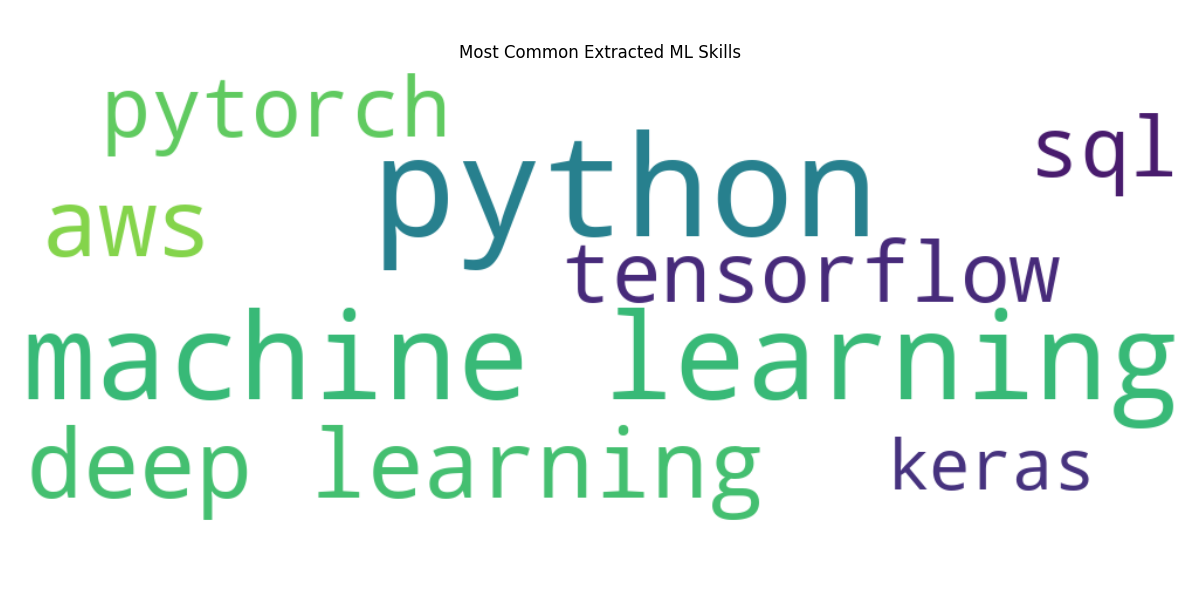 Most Common Extracted ML Skills
pytorch
python
sql
aws
tensorflow
machine learning
deep learning
keras